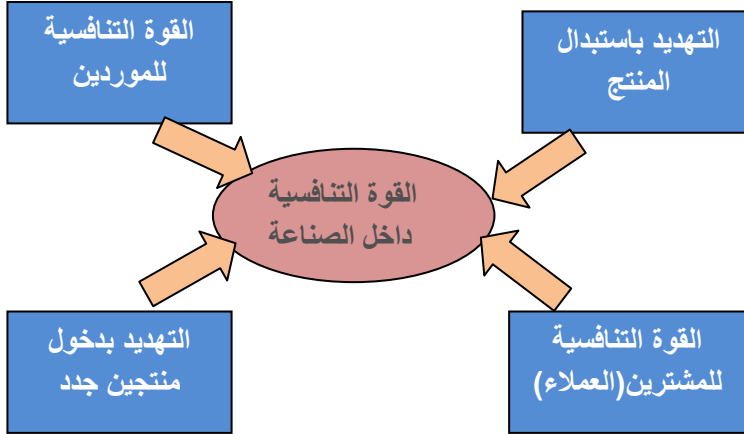 التهديد باستبدال
المنتج
القوة التنافسية
للموردين
القوة التنافسية
داخل الصناعة
القوة التنافسية
للمشترين(العملاء)
التهديد بدخول
منتجين جدد